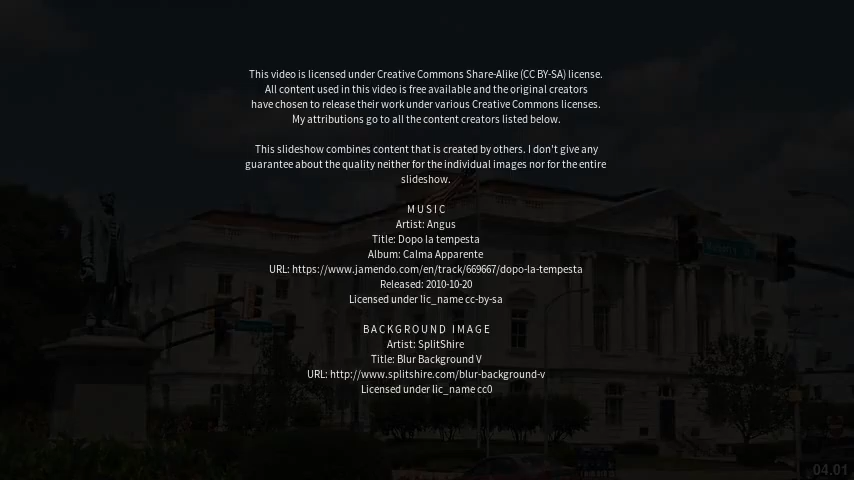 This video is licensed under Creative Commons Share-Alike (CC BY-SA) license.
All content used in this video is free available and the original creators
have chosen to release their work under various Creative Commons licenses.
My attributions go to all the content creators listed below.
This slideshow combines content that is created by others. I don't give any
guarantee about the quality neither for the individual images nor for the entire
slideshow.
MUSIC
Artist: Angus
Title: Dopo la tempesta
Album: Calma Apparente
URL: https://www.jamendo.com/en/track/669667/dopo-la-tempesta
Released: 2010-10-20
Licensed under lic_name cc-by-sa
BACKGROUND IMAGE
Artist: SplitShire
Title: Blur Background V
URL: http://www.splitshire.com/blur-background-v
Licensed under lic_name cc0
04.01